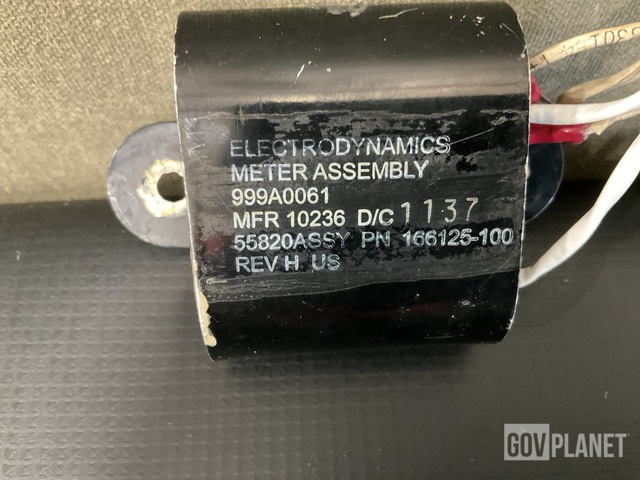 ELECTRODYNAMICS
METER ASSEMBLY
999A0061
MFR 10236 D/C 1137
55820ASSY PN 166125-100
REV H US
GOVPLANET